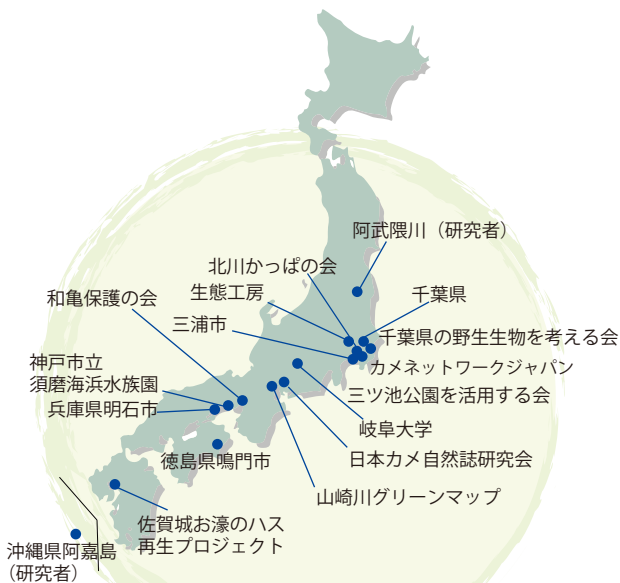 阿武隈川（研究者）
北川かっぱの会
生態工房
千葉県
和亀保護の会
三浦市
千葉県の野生生物を考える会
カメネットワークジャパン
神戸市立
須磨海浜水族園
三ツ池公園を活用する会
兵庫県明石市
岐阜大学
徳島県鳴門市
日本カメ自然誌研究会
山崎川グリーンマップ
佐賀城お濠のハス
再生プロジェクト
沖縄県阿嘉島
（研究者）